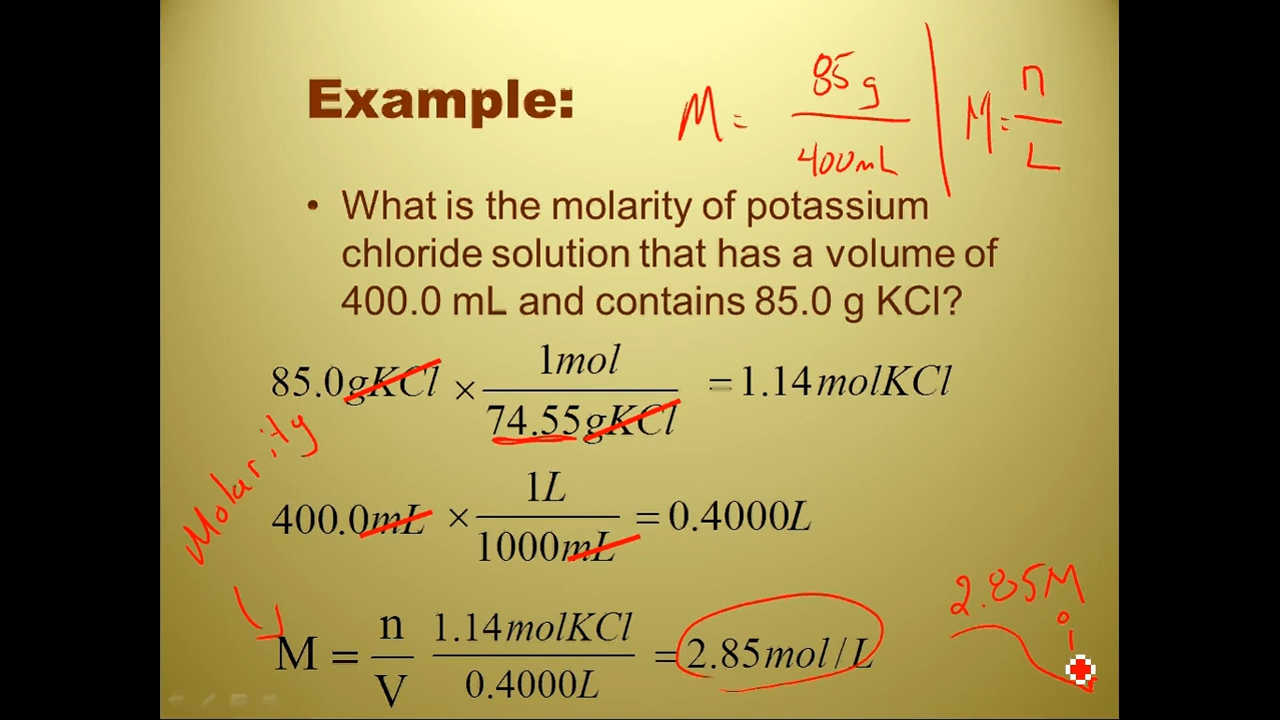 Example:
M = 85 g / 400 mL | M = n / L
• What is the molarity of potassium
chloride solution that has a volume of
400.0 mL and contains 85.0 g KCl?
85.0gKCl × 1mol / 74.55gKCl = 1.14molKCl
Molarity
400.0mL × 1L / 1000mL = 0.4000L
2.85M
M = n / V 1.14molKCl / 0.4000L = 2.85mol/L